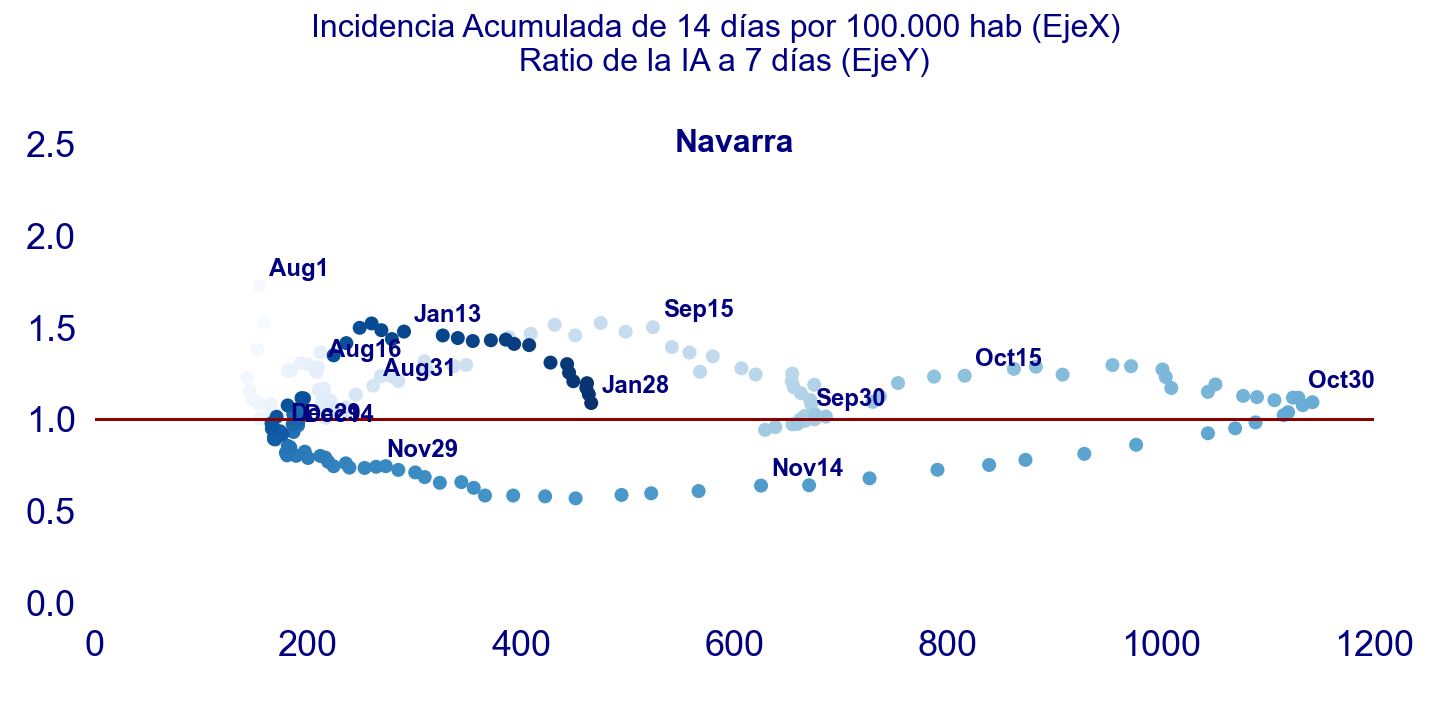 Incidencia Acumulada de 14 días por 100.000 hab (EjeX)
Ratio de la IA a 7 días (EjeY)
Navarra
2.5
2.0
1.5
1.0
0.5
0.0
Aug1
Jan13
Sep15
Aug16
Aug31
Oct15
Jan28
Oct30
Sep30
Dec29
Dec14
Nov29
Nov14
0
200
400
600
800
1000
1200